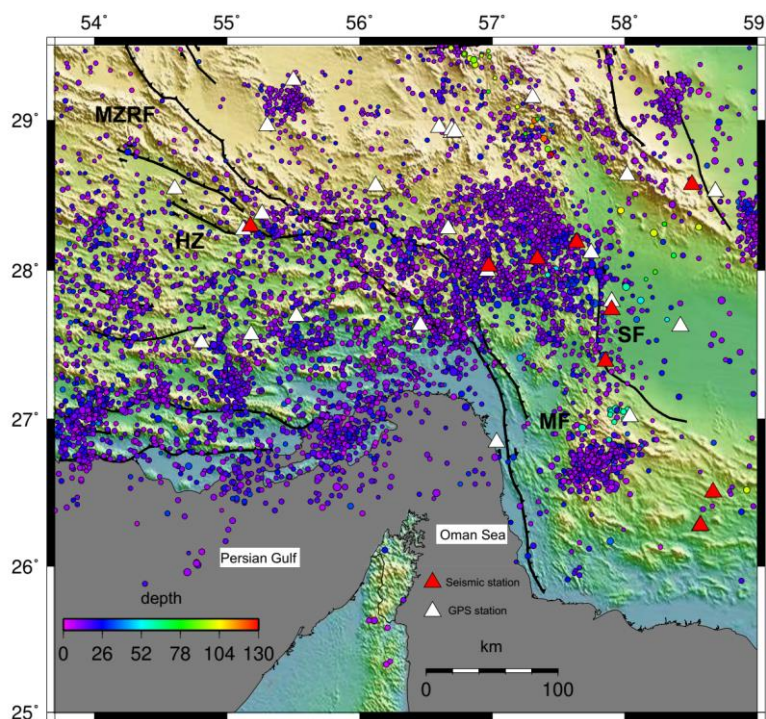 54° 55° 56° 57° 58° 59
29°
MZRF
HZ
28°
SF
27°
MF
26°
Persian Gulf
Oman Sea
Seismic station
GPS station
depth
0 26 52 78 104 130
km
0 100
25°